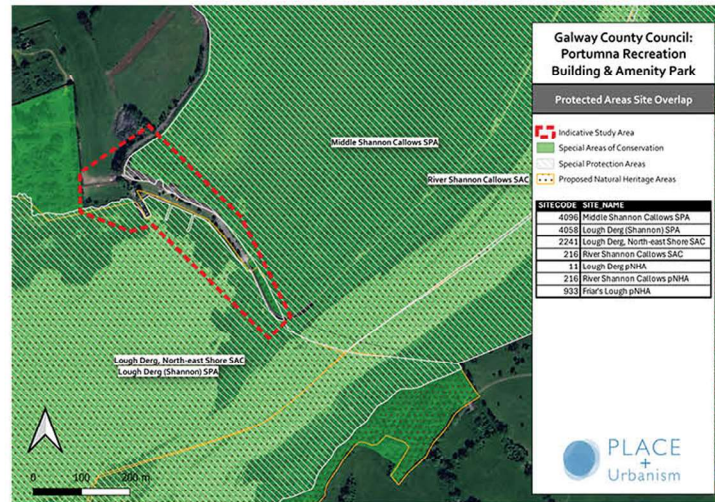 Galway County Council:
Portumna Recreation
Building & Amenity Park
Protected Areas Site Overlap
Indicative Study Area
Special Areas of Conservation
Special Protection Areas
Proposed Natural Heritage Areas
SITECODE SITE_NAME
4096 Middle Shannon Callows SPA
4058 Lough Derg (Shannon) SPA
2241 Lough Derg, North-east Shore SAC
216 River Shannon Callows SAC
11 Lough Derg pNHA
216 River Shannon Callows pNHA
933 Friar's Lough pNHA
Middle Shannon Callows SPA
River Shannon Callows SAC
Lough Derg, North-east Shore SAC
Lough Derg (Shannon) SPA
0 100 200 m
PLACE
+
Urbanism